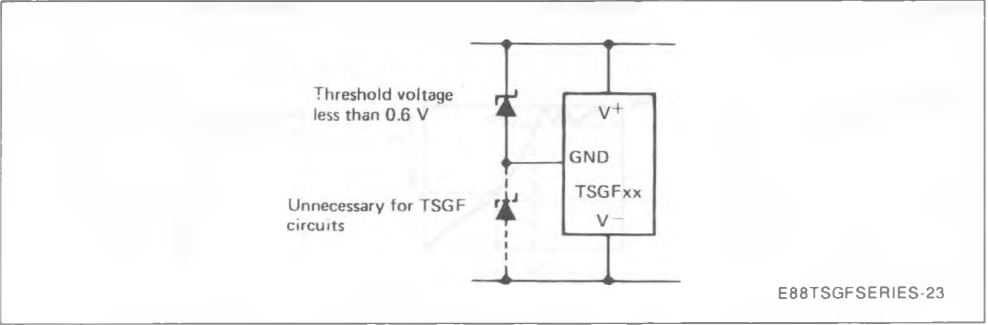 Threshold voltage
less than 0.6 V
V+
GND
TSGFxx
V−
Unnecessary for TSGF
circuits
E88TSGFSERIES-23